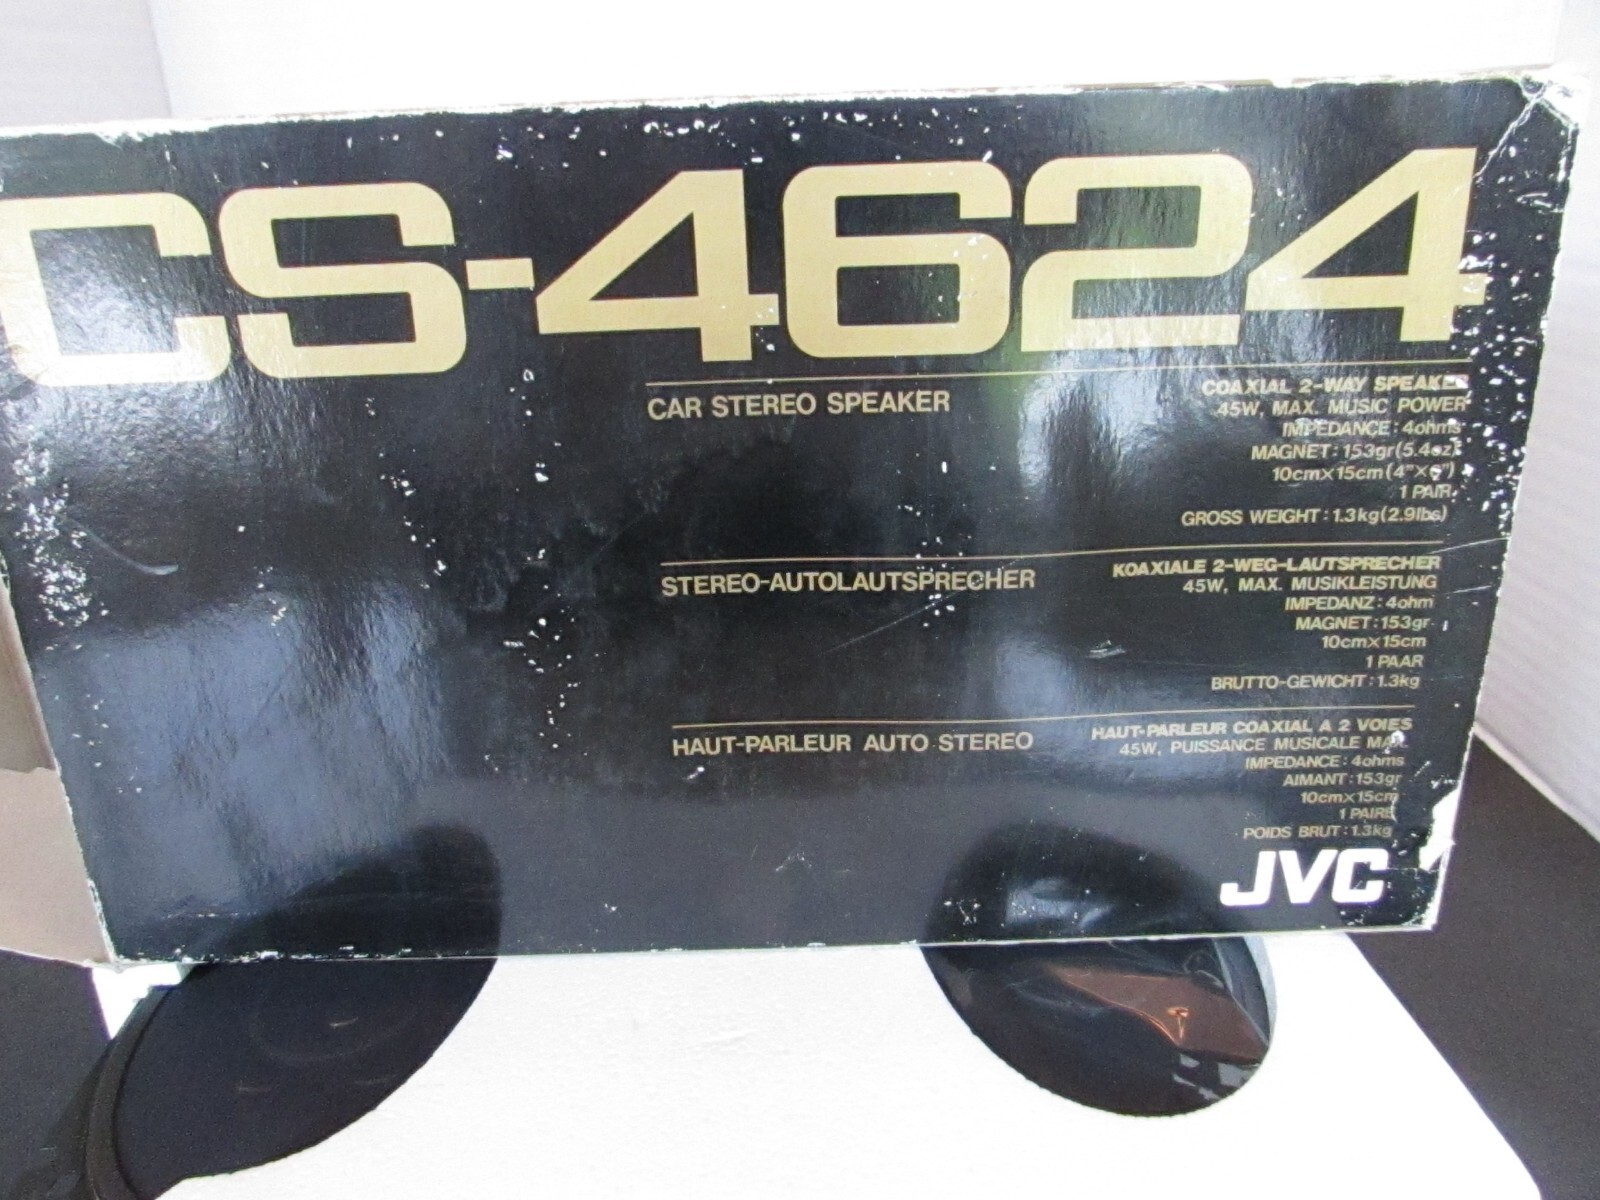 CS-4624
CAR STEREO SPEAKER
COAXIAL 2-WAY SPEAKER
45W, MAX. MUSIC POWER
IMPEDANCE : 4ohms
MAGNET : 153gr (5.4oz)
10cm×15cm (4"×6")
1 PAIR
GROSS WEIGHT : 1.3kg (2.9lbs)
STEREO-AUTOLAUTSPRECHER
KOAXIALE 2-WEG-LAUTSPRECHER
45W, MAX. MUSIKLEISTUNG
IMPEDANZ : 4ohm
MAGNET : 153gr
10cm×15cm
1 PAAR
BRUTTO-GEWICHT : 1.3kg
HAUT-PARLEUR AUTO STEREO
HAUT-PARLEUR COAXIAL A 2 VOIES
45W, PUISSANCE MUSICALE MAX.
IMPEDANCE : 4ohms
AIMANT : 153gr
10cm×15cm
1 PAIRE
POIDS BRUT : 1.3kg
JVC